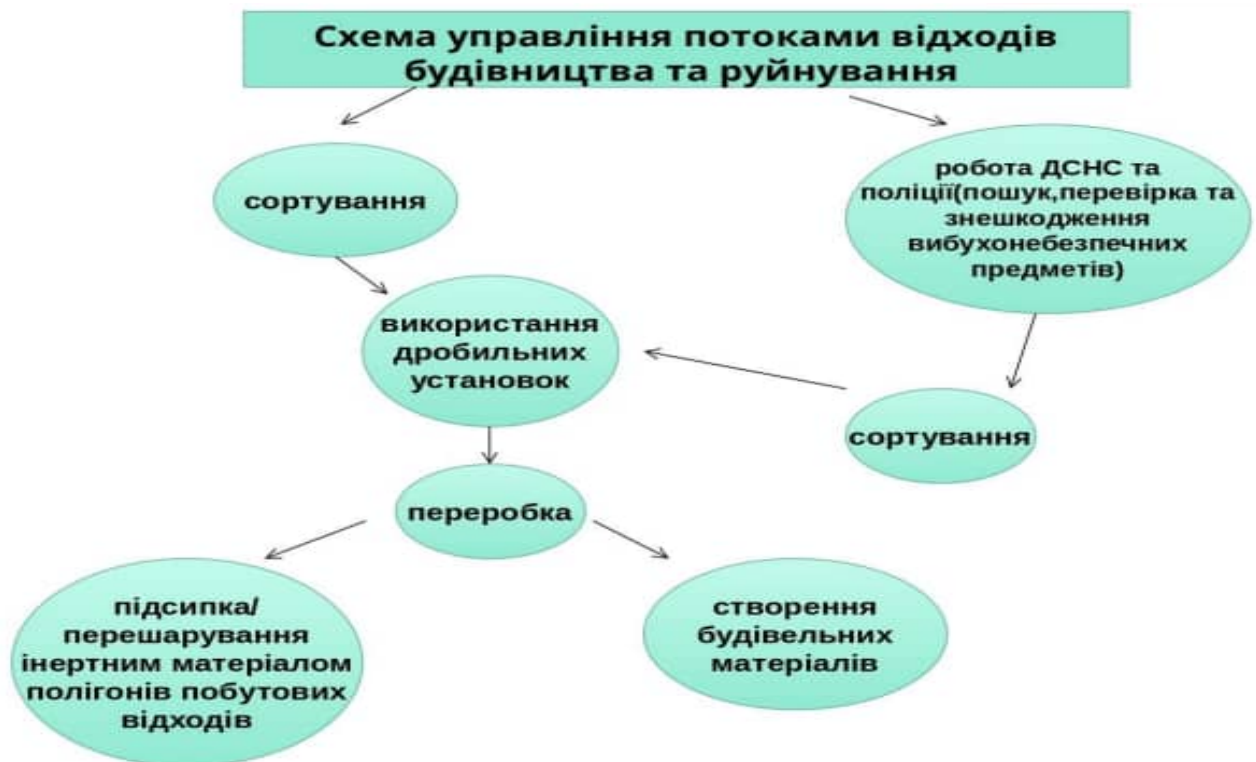 Схема управління потоками відходів
будівництва та руйнування
сортування
робота ДСНС та
поліції(пошук,перевірка та
знешкодження
вибухонебезпечних
предметів)
використання
дробильних
установок
сортування
переробка
підсипка/
перешарування
інертним матеріалом
полігонів побутових
відходів
створення
будівельних
матеріалів